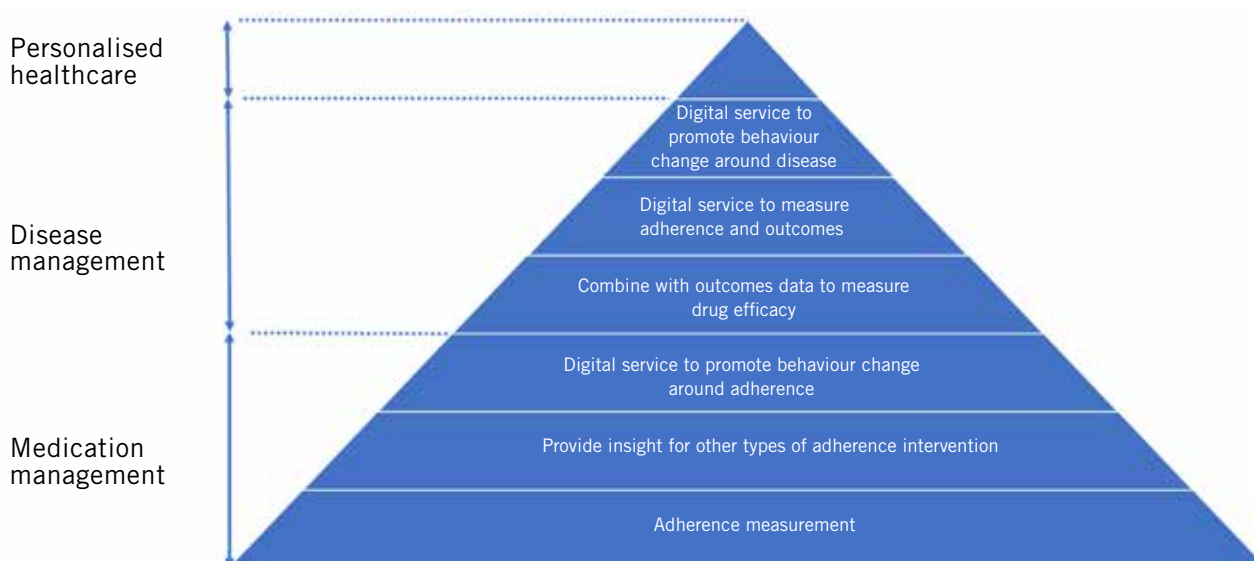 Personalised
healthcare
Digital service to
promote behaviour
change around disease
Digital service to measure
adherence and outcomes
Disease
management
Combine with outcomes data to measure
drug efficacy
Digital service to promote behaviour change
around adherence
Provide insight for other types of adherence intervention
Medication
management
Adherence measurement